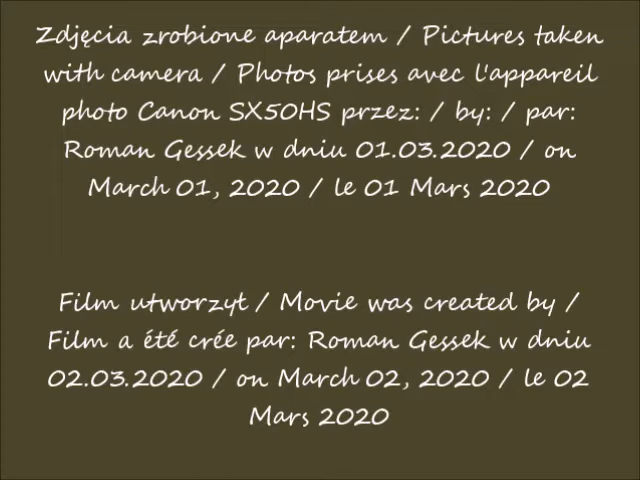 Zdjęcia zrobione aparatem / Pictures taken
with camera / Photos prises avec l'appareil
photo Canon SX50HS przez: / by: / par:
Roman Gessek w dniu 01.03.2020 / on
March 01, 2020 / le 01 Mars 2020
Film utworzył / Movie was created by /
Film a été crée par: Roman Gessek w dniu
02.03.2020 / on March 02, 2020 / le 02
Mars 2020